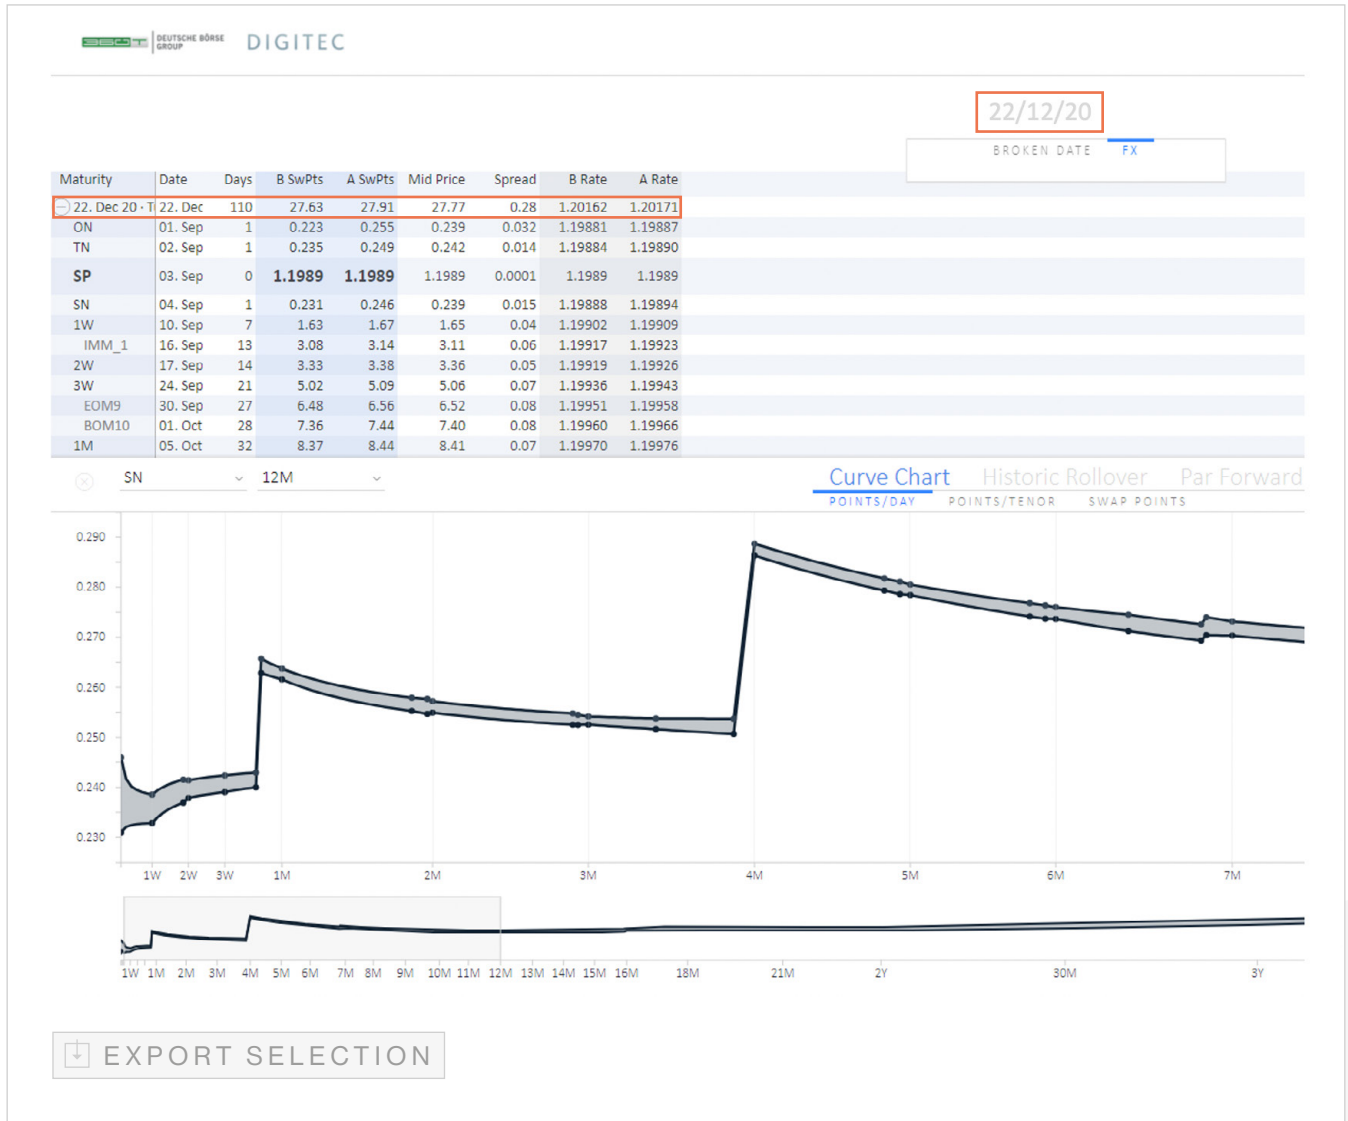 360T DEUTSCHE BÖRSE GROUP DIGITEC
22/12/20
BROKEN DATE FX
Maturity Date Days B SwPts A SwPts Mid Price Spread B Rate A Rate
22. Dec 20 · T 22. Dec 110 27.63 27.91 27.77 0.28 1.20162 1.20171
ON 01. Sep 1 0.223 0.255 0.239 0.032 1.19881 1.19887
TN 02. Sep 1 0.235 0.249 0.242 0.014 1.19884 1.19890
SP 03. Sep 0 1.1989 1.1989 1.1989 0.0001 1.1989 1.1989
SN 04. Sep 1 0.231 0.246 0.239 0.015 1.19888 1.19894
1W 10. Sep 7 1.63 1.67 1.65 0.04 1.19902 1.19909
IMM_1 16. Sep 13 3.08 3.14 3.11 0.06 1.19917 1.19923
2W 17. Sep 14 3.33 3.38 3.36 0.05 1.19919 1.19926
3W 24. Sep 21 5.02 5.09 5.06 0.07 1.19936 1.19943
EOM9 30. Sep 27 6.48 6.56 6.52 0.08 1.19951 1.19958
BOM10 01. Oct 28 7.36 7.44 7.40 0.08 1.19960 1.19966
1M 05. Oct 32 8.37 8.44 8.41 0.07 1.19970 1.19976
SN 12M Curve Chart Historic Rollover Par Forward
POINTS/DAY POINTS/TENOR SWAP POINTS
0.290
0.280
0.270
0.260
0.250
0.240
0.230
1W 2W 3W 1M 2M 3M 4M 5M 6M 7M
1W 1M 2M 3M 4M 5M 6M 7M 8M 9M 10M 11M 12M 13M 14M 15M 16M 18M 21M 2Y 30M 3Y
EXPORT SELECTION